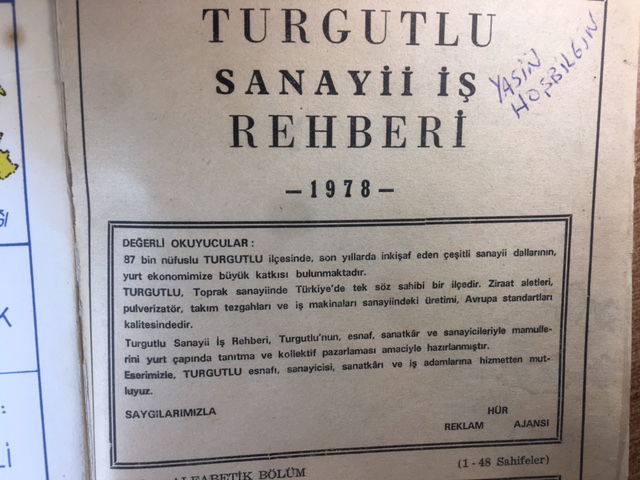 TURGUTLU
SANAYİİ İŞ
REHBERİ
YASİN
HOŞBİLGİN
—1978—
DEĞERLİ OKUYUCULAR :
87 bin nüfuslu TURGUTLU ilçesinde, son yıllarda inkişaf eden çeşitli sanayii dallarının,
yurt ekonomimize büyük katkısı bulunmaktadır.
TURGUTLU, Toprak sanayiinde Türkiye'de tek söz sahibi bir ilçedir. Ziraat aletleri,
pulverizatör, takım tezgahları ve iş makinaları sanayiindeki üretimi, Avrupa standartları
kalitesindedir.
Turgutlu Sanayii İş Rehberi, Turgutlu'nun, esnaf, sanatkâr ve sanayicileriyle mamulle-
rini yurt çapında tanıtma ve kollektif pazarlaması amaciyle hazırlanmıştır.
Eserimizle, TURGUTLU esnafı, sanayicisi, sanatkârı ve iş adamlarına hizmetten mut-
luyuz.
SAYGILARIMIZLA
HÜR
REKLAM AJANSI
ALFABETİK BÖLÜM
(1 - 48 Sahifeler)